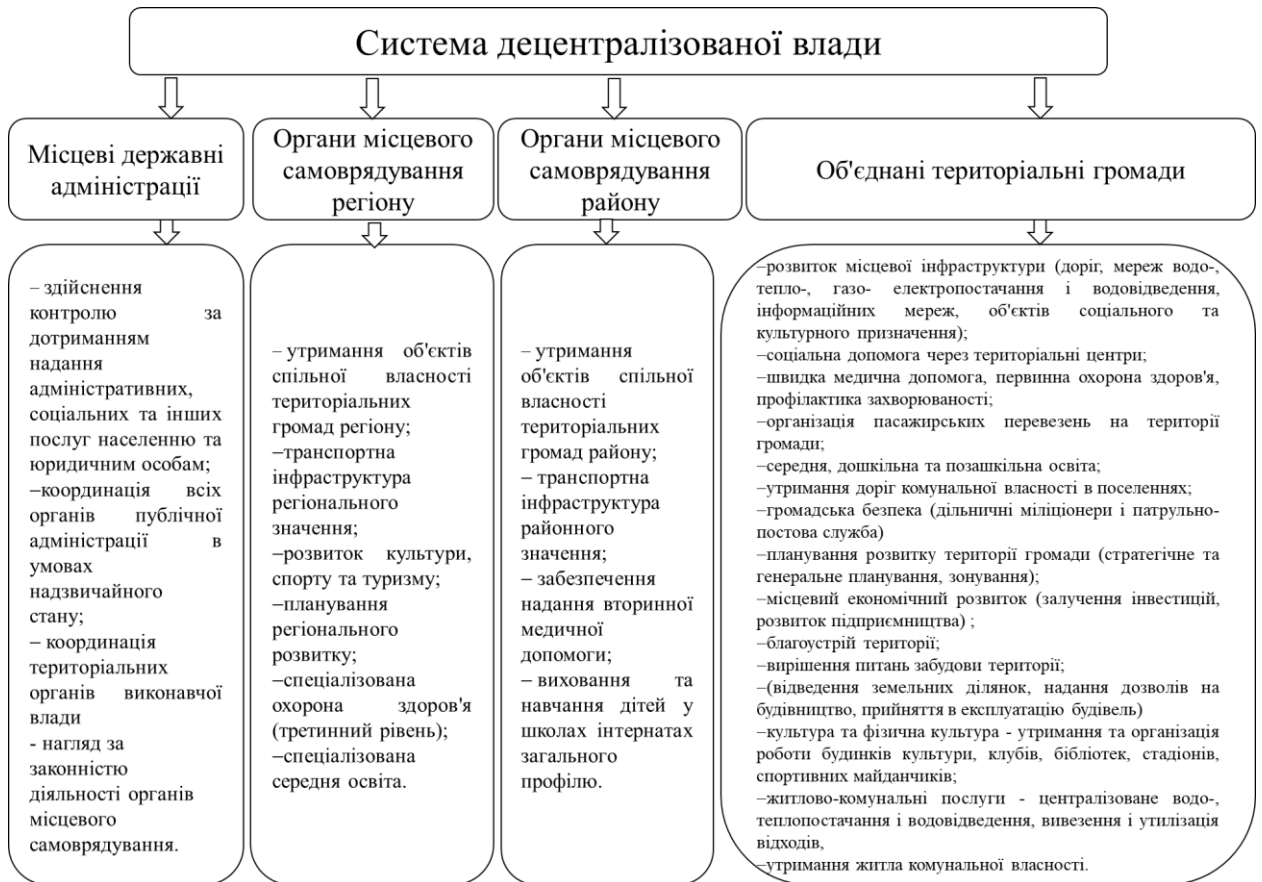 Система децентралізованої влади
Місцеві державні
адміністрації
Органи місцевого
самоврядування
регіону
Органи місцевого
самоврядування
району
Об'єднані територіальні громади
– здійснення
контролю за
дотриманням
надання
адміністративних,
соціальних та інших
послуг населенню та
юридичним особам;
–координація всіх
органів публічної
адміністрації в
умовах
надзвичайного
стану;
– координація
територіальних
органів виконавчої
влади
- нагляд за
законністю
діяльності органів
місцевого
самоврядування.
– утримання об'єктів
спільної власності
територіальних
громад регіону;
–транспортна
інфраструктура
регіонального
значення;
–розвиток культури,
спорту та туризму;
–планування
регіонального
розвитку;
–спеціалізована
охорона здоров'я
(третинний рівень);
–спеціалізована
середня освіта.
– утримання
об'єктів спільної
власності
територіальних
громад району;
– транспортна
інфраструктура
районного
значення;
– забезпечення
надання вторинної
медичної
допомоги;
– виховання та
навчання дітей у
школах інтернатах
загального
профілю.
–розвиток місцевої інфраструктури (доріг, мереж водо-,
тепло-, газо- електропостачання і водовідведення,
інформаційних мереж, об'єктів соціального та
культурного призначення);
–соціальна допомога через територіальні центри;
–швидка медична допомога, первинна охорона здоров'я,
профілактика захворюваності;
–організація пасажирських перевезень на території
громади;
–середня, дошкільна та позашкільна освіта;
–утримання доріг комунальної власності в поселеннях;
–громадська безпека (дільничні міліціонери і патрульно-
постова служба)
–планування розвитку території громади (стратегічне та
генеральне планування, зонування);
–місцевий економічний розвиток (залучення інвестицій,
розвиток підприємництва) ;
–благоустрій території;
–вирішення питань забудови території;
–(відведення земельних ділянок, надання дозволів на
будівництво, прийняття в експлуатацію будівель)
–культура та фізична культура - утримання та організація
роботи будинків культури, клубів, бібліотек, стадіонів,
спортивних майданчиків;
–житлово-комунальні послуги - централізоване водо-,
теплопостачання і водовідведення, вивезення і утилізація
відходів,
–утримання житла комунальної власності.